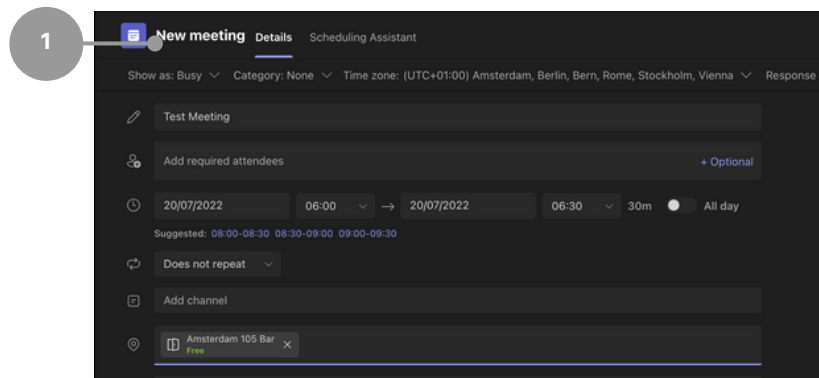 1
New meeting Details Scheduling Assistant
Show as: Busy Category: None Time zone: (UTC+01:00) Amsterdam, Berlin, Bern, Rome, Stockholm, Vienna Response
Test Meeting
Add required attendees + Optional
20/07/2022 06:00 → 20/07/2022 06:30 30m All day
Suggested: 08:00-08:30 08:30-09:00 09:00-09:30
Does not repeat
Add channel
Amsterdam 105 Bar
Free